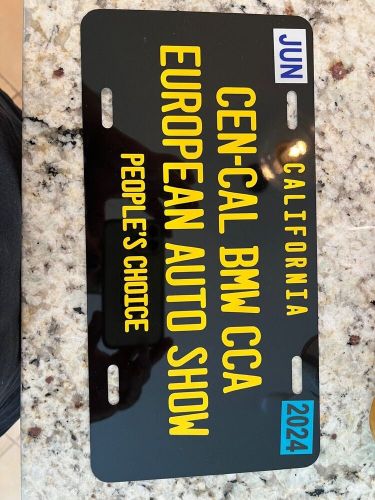 JUN
CALIFORNIA
2024
CEN-CAL BMW CCA
EUROPEAN AUTO SHOW
PEOPLE'S CHOICE